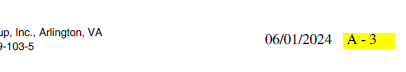 up, Inc., Arlington, VA
9-103-5
06/01/2024 A - 3